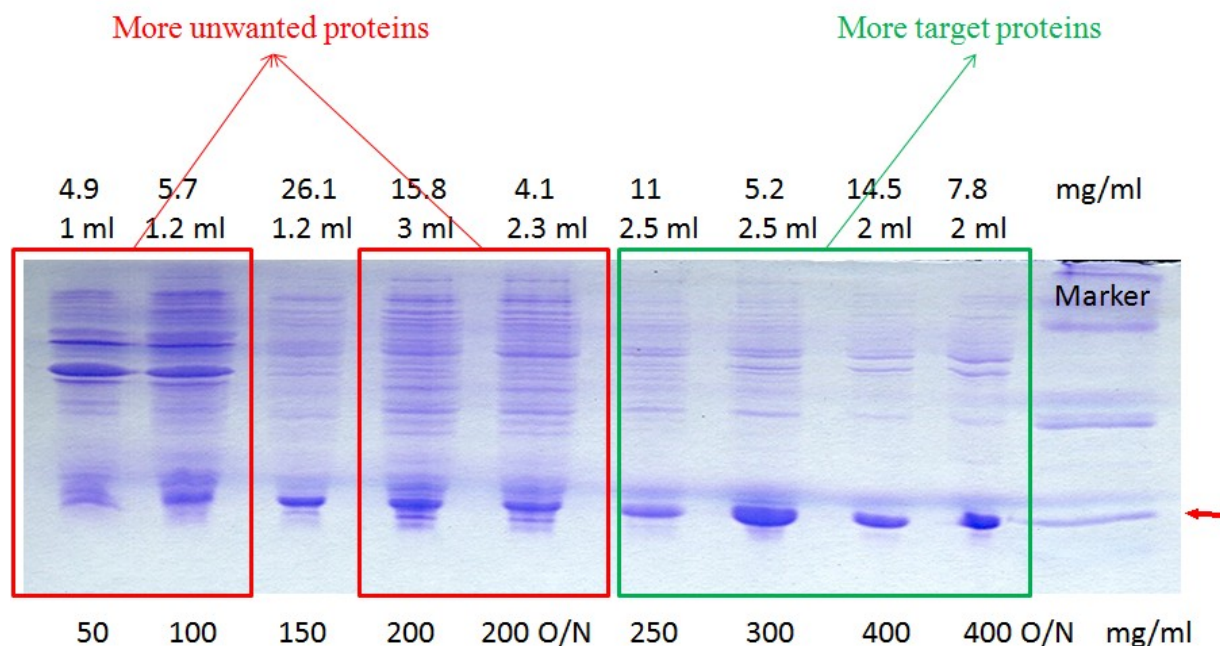 More unwanted proteins More target proteins
4.9 5.7 26.1 15.8 4.1 11 5.2 14.5 7.8 mg/ml
1 ml 1.2 ml 1.2 ml 3 ml 2.3 ml 2.5 ml 2.5 ml 2 ml 2 ml
Marker
50 100 150 200 200 O/N 250 300 400 400 O/N mg/ml